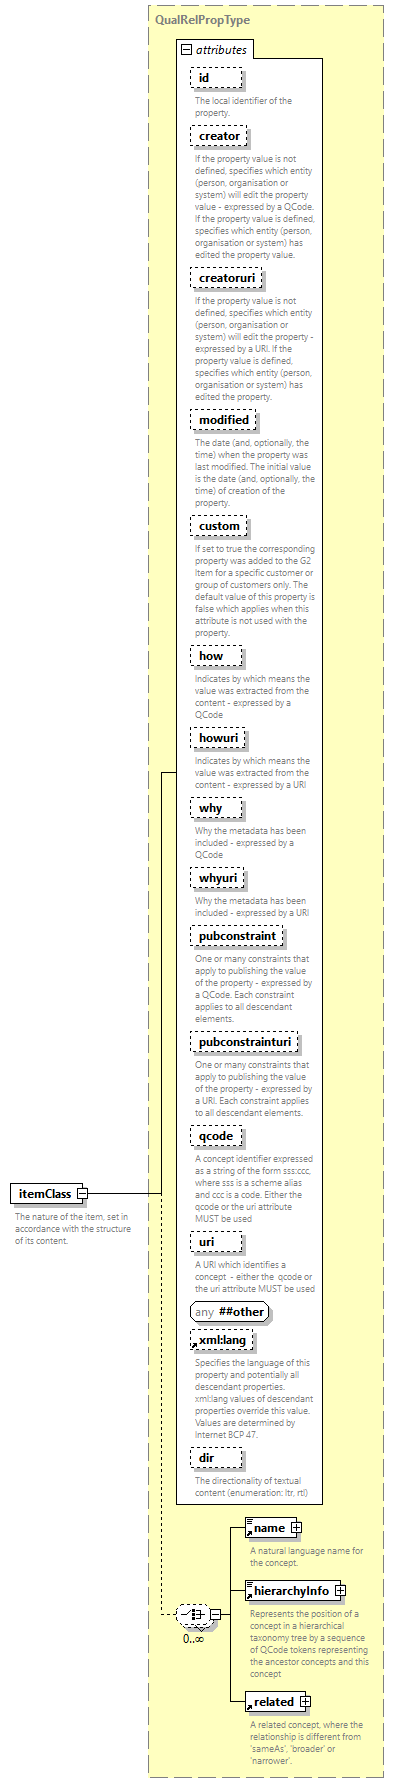 QualRelPropType
attributes
id
The local identifier of the
property.
creator
If the property value is not
defined, specifies which entity
(person, organisation or
system) will edit the property
value - expressed by a QCode.
If the property value is defined,
specifies which entity (person,
organisation or system) has
edited the property value.
creatoruri
If the property value is not
defined, specifies which entity
(person, organisation or
system) will edit the property -
expressed by a URI. If the
property value is defined,
specifies which entity (person,
organisation or system) has
edited the property.
modified
The date (and, optionally, the
time) when the property was
last modified. The initial value
is the date (and, optionally, the
time) of creation of the
property.
custom
If set to true the corresponding
property was added to the G2
Item for a specific customer or
group of customers only. The
default value of this property is
false which applies when this
attribute is not used with the
property.
how
Indicates by which means the
value was extracted from the
content - expressed by a
QCode
howuri
Indicates by which means the
value was extracted from the
content - expressed by a URI
why
Why the metadata has been
included - expressed by a
QCode
whyuri
Why the metadata has been
included - expressed by a URI
pubconstraint
One or many constraints that
apply to publishing the value
of the property - expressed by
a QCode. Each constraint
applies to all descendant
elements.
pubconstrainturi
One or many constraints that
apply to publishing the value
of the property - expressed by
a URI. Each constraint applies
to all descendant elements.
qcode
A concept identifier expressed
as a string of the form sss:ccc,
where sss is a scheme alias
and ccc is a code. Either the
qcode or the uri attribute
MUST be used
itemClass
The nature of the item, set in
accordance with the structure
of its content.
uri
A URI which identifies a
concept - either the qcode or
the uri attribute MUST be used
any ##other
xml:lang
Specifies the language of this
property and potentially all
descendant properties.
xml:lang values of descendant
properties override this value.
Values are determined by
Internet BCP 47.
dir
The directionality of textual
content (enumeration: ltr, rtl)
name
A natural language name for
the concept.
hierarchyInfo
Represents the position of a
concept in a hierarchical
taxonomy tree by a sequence
of QCode tokens representing
the ancestor concepts and this
concept
0..∞
related
A related concept, where the
relationship is different from
'sameAs', 'broader' or
'narrower'.